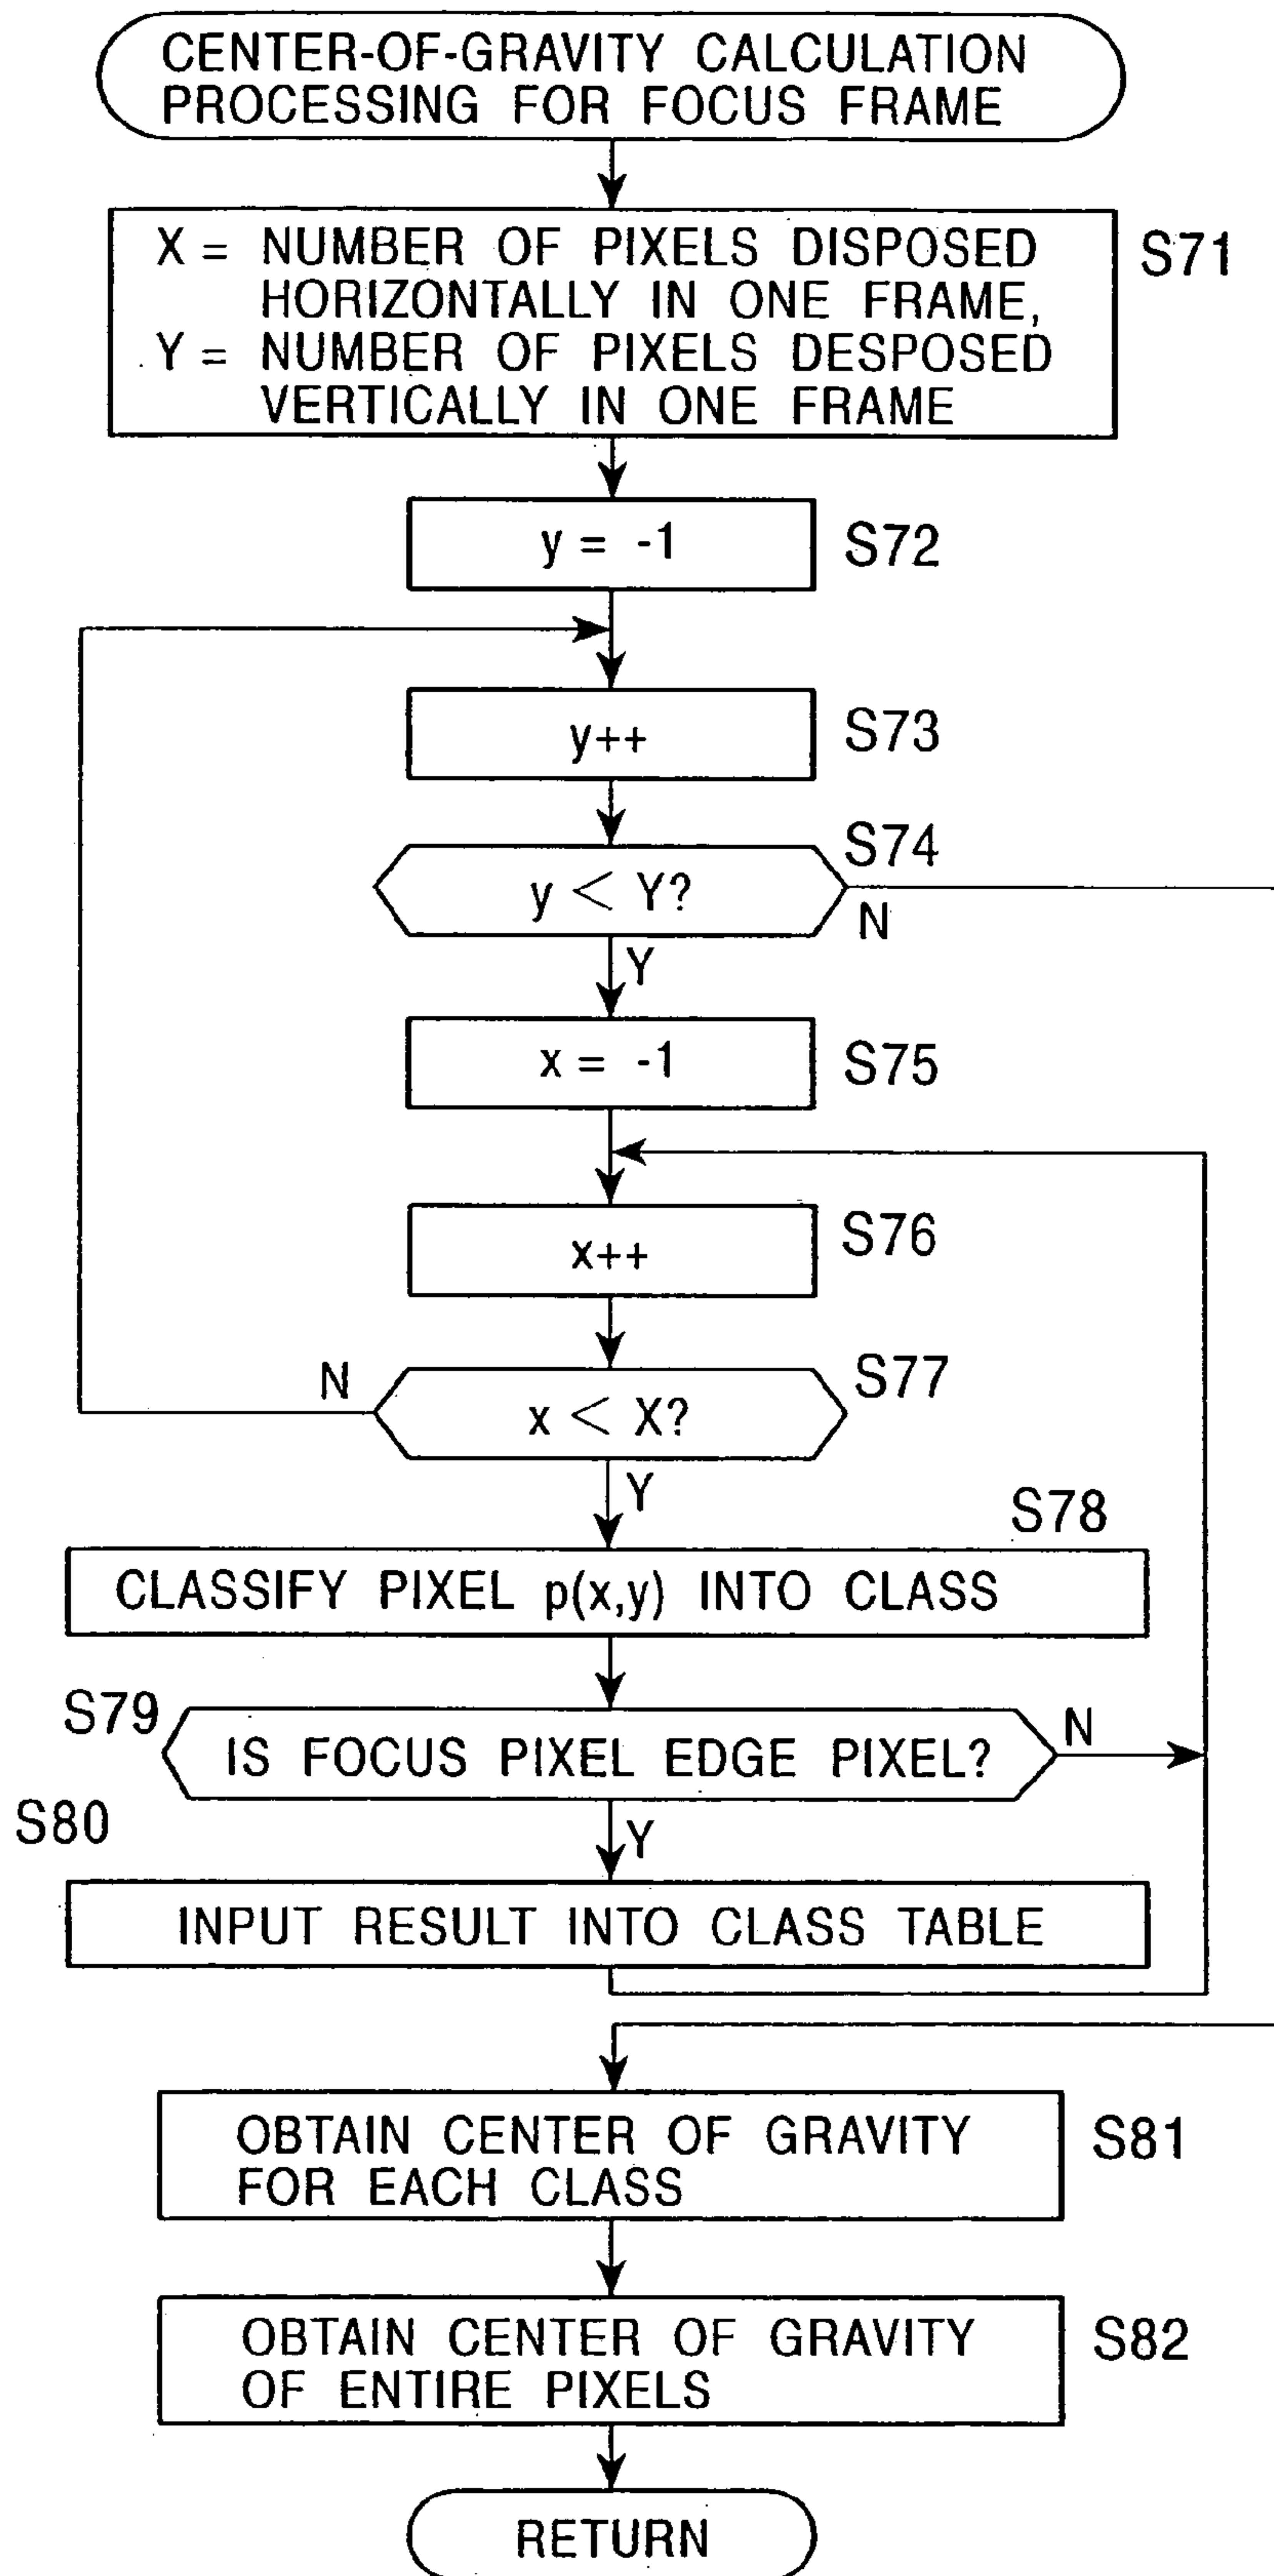 CENTER-OF-GRAVITY CALCULATION
PROCESSING FOR FOCUS FRAME
X = NUMBER OF PIXELS DISPOSED
HORIZONTALLY IN ONE FRAME,
Y = NUMBER OF PIXELS DESPOSED
VERTICALLY IN ONE FRAME
S71
y = -1
S72
y++
S73
S74
y < Y?
N
Y
x = -1
S75
x++
S76
N
S77
x < X?
Y
S78
CLASSIFY PIXEL p(x,y) INTO CLASS
S79
IS FOCUS PIXEL EDGE PIXEL?
N
S80
Y
INPUT RESULT INTO CLASS TABLE
OBTAIN CENTER OF GRAVITY
FOR EACH CLASS
S81
OBTAIN CENTER OF GRAVITY
OF ENTIRE PIXELS
S82
RETURN